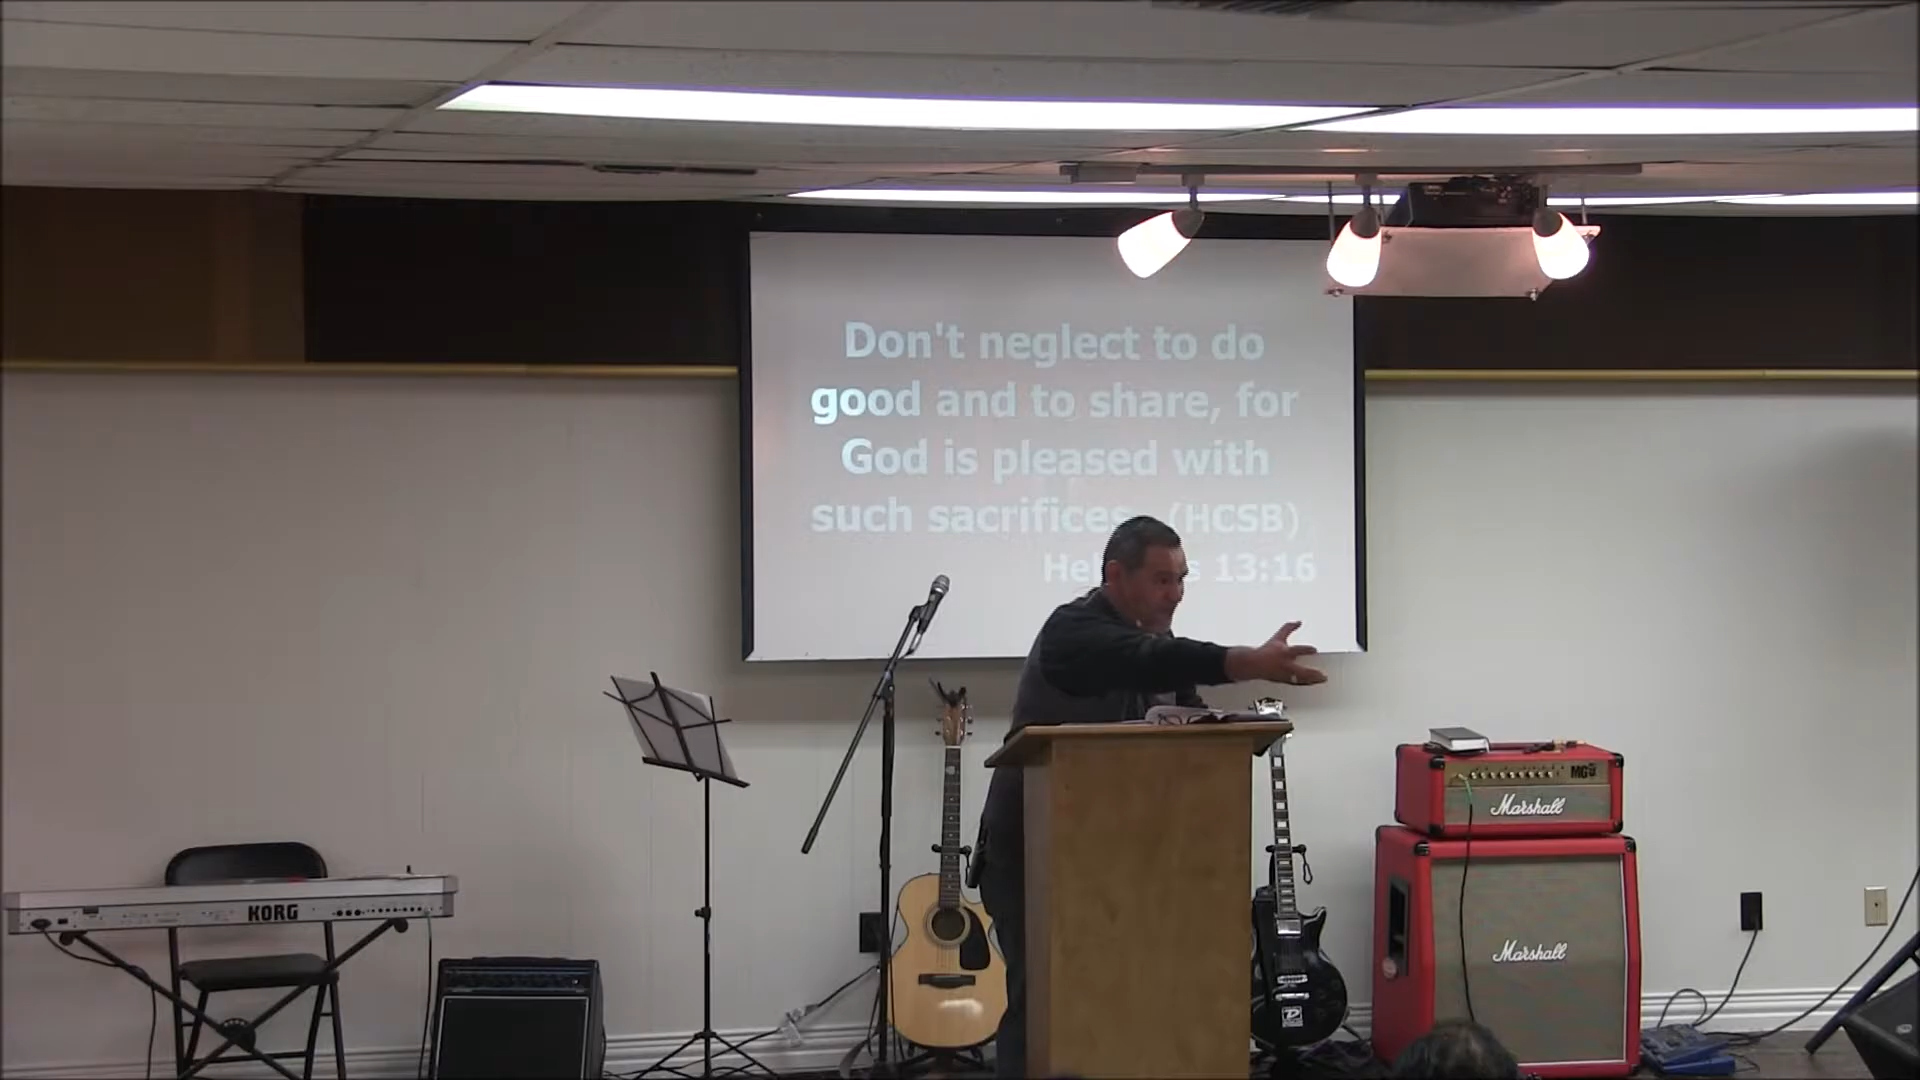 Don't neglect to do
good and to share, for
God is pleased with
such sacrifices (HCSB)
13:16
MG
Marshall
Marshall
KORG